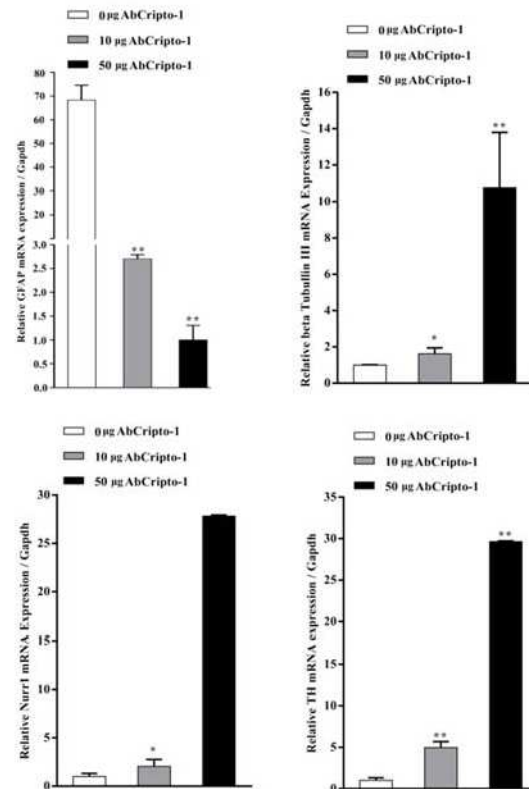 0 µg AbCripto-1
10 µg AbCripto-1
50 µg AbCripto-1
Relative GFAP mRNA expression / Gapdh
80
70
60
50
40
30
20
10
3.0
2.5
2.0
1.5
1.0
0.5
0.0
**
**
0 µg AbCripto-1
10 µg AbCripto-1
50 µg AbCripto-1
Relative beta Tubullin III mRNA Expression / Gapdh
16
14
12
10
8
6
4
2
0
*
**
0 µg AbCripto-1
10 µg AbCripto-1
50 µg AbCripto-1
Relative Nurr1 mRNA Expression / Gapdh
30
25
20
15
10
5
0
*
0 µg AbCripto-1
10 µg AbCripto-1
50 µg AbCripto-1
Relative TH mRNA expression / Gapdh
35
30
25
20
15
10
5
0
**
**